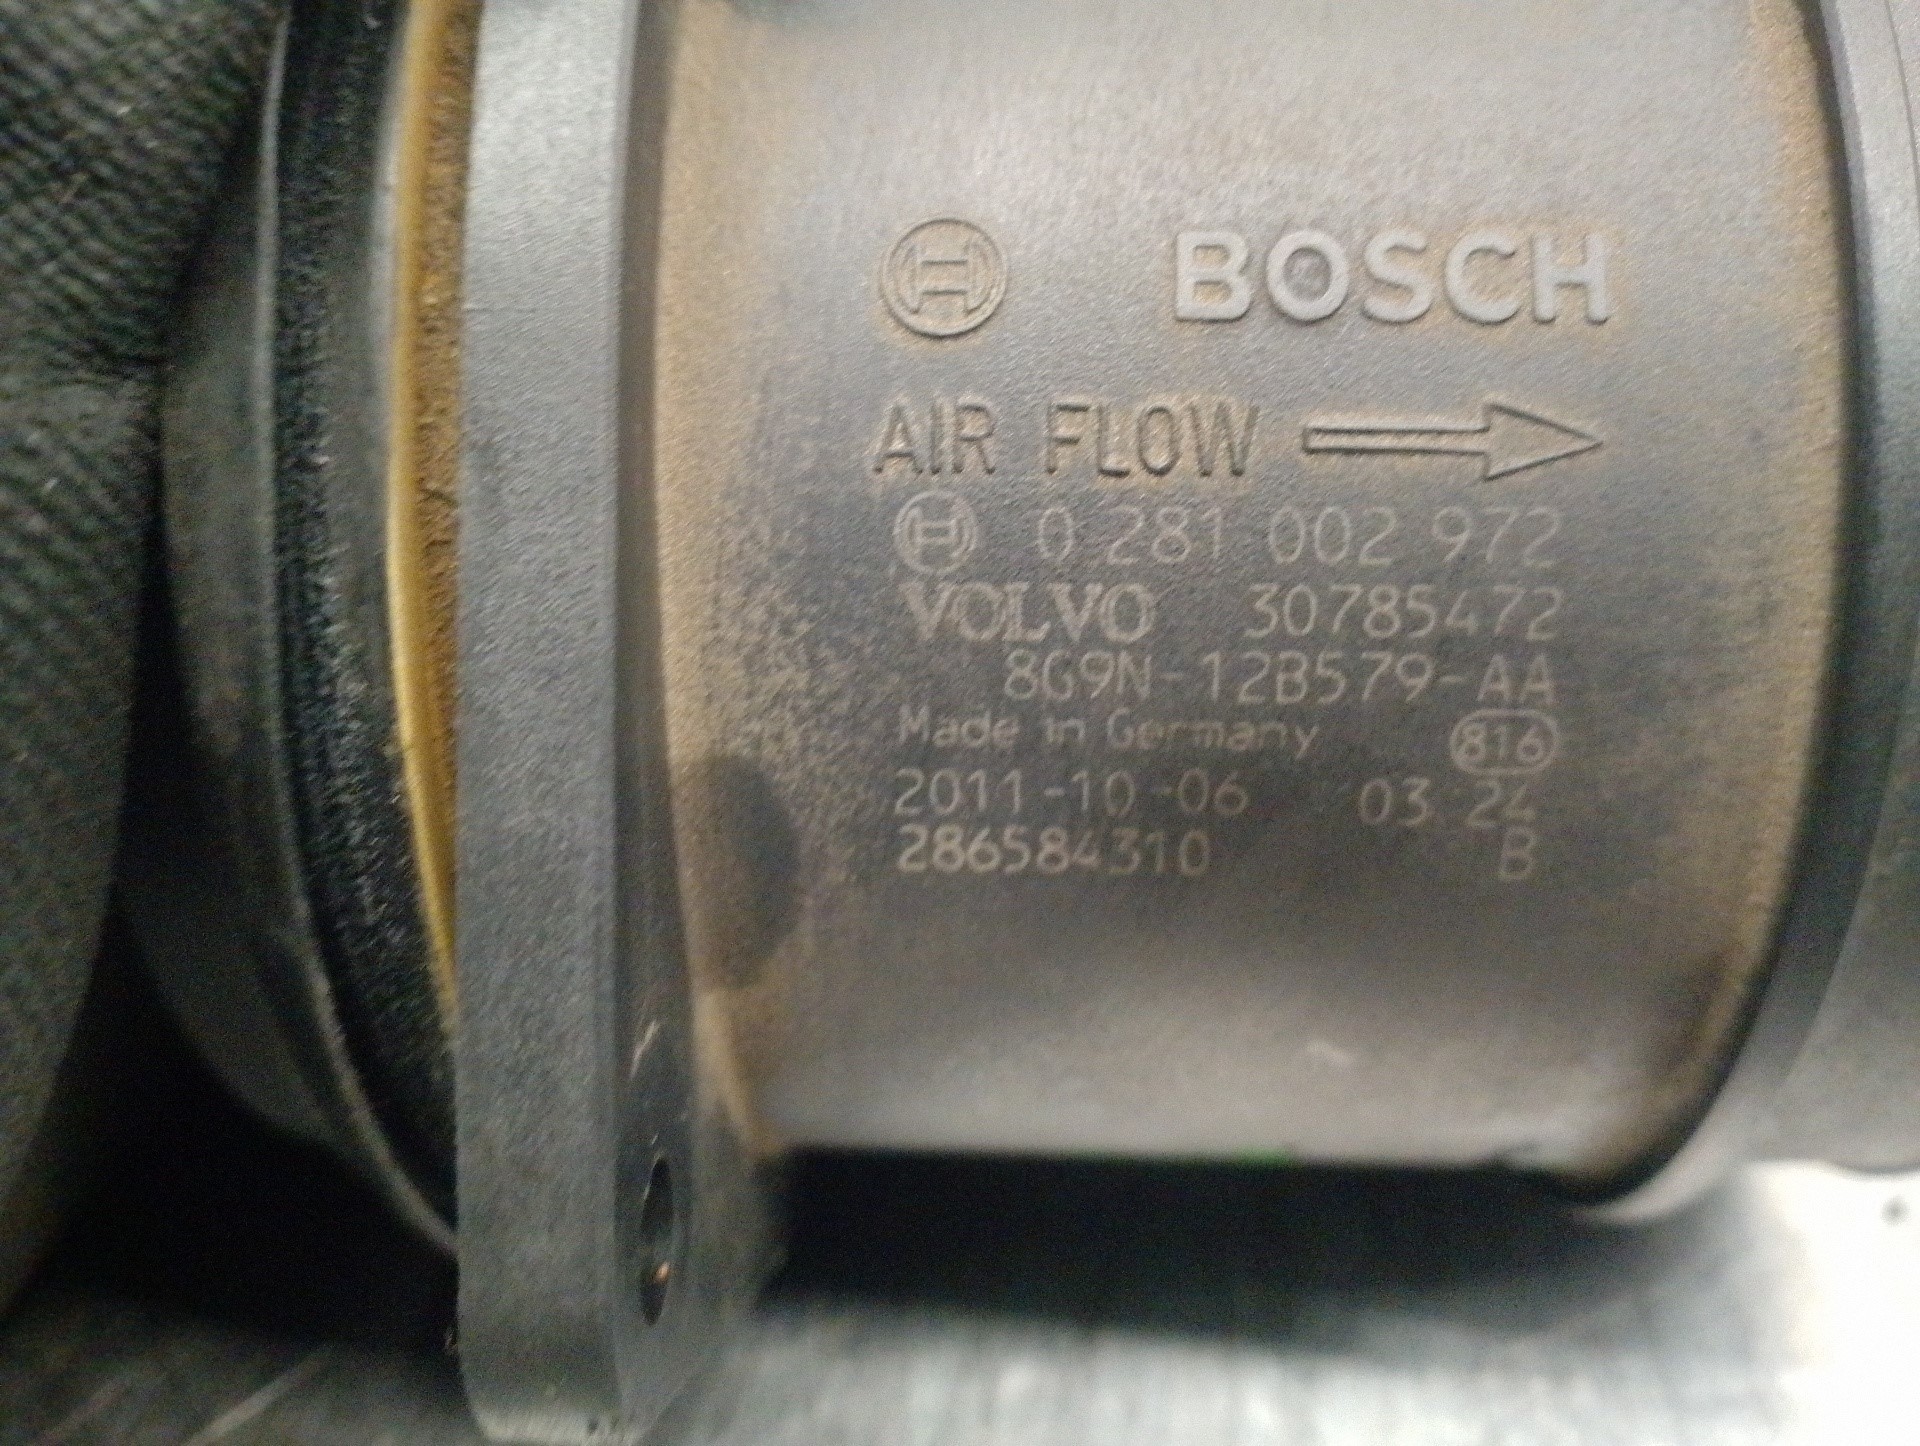 BOSCH
AIR FLOW
0 281 002 972
VOLVO 30785472
8G9N-12B579-AA
Made in Germany 816
2011-10-06 03 24
286584310 B